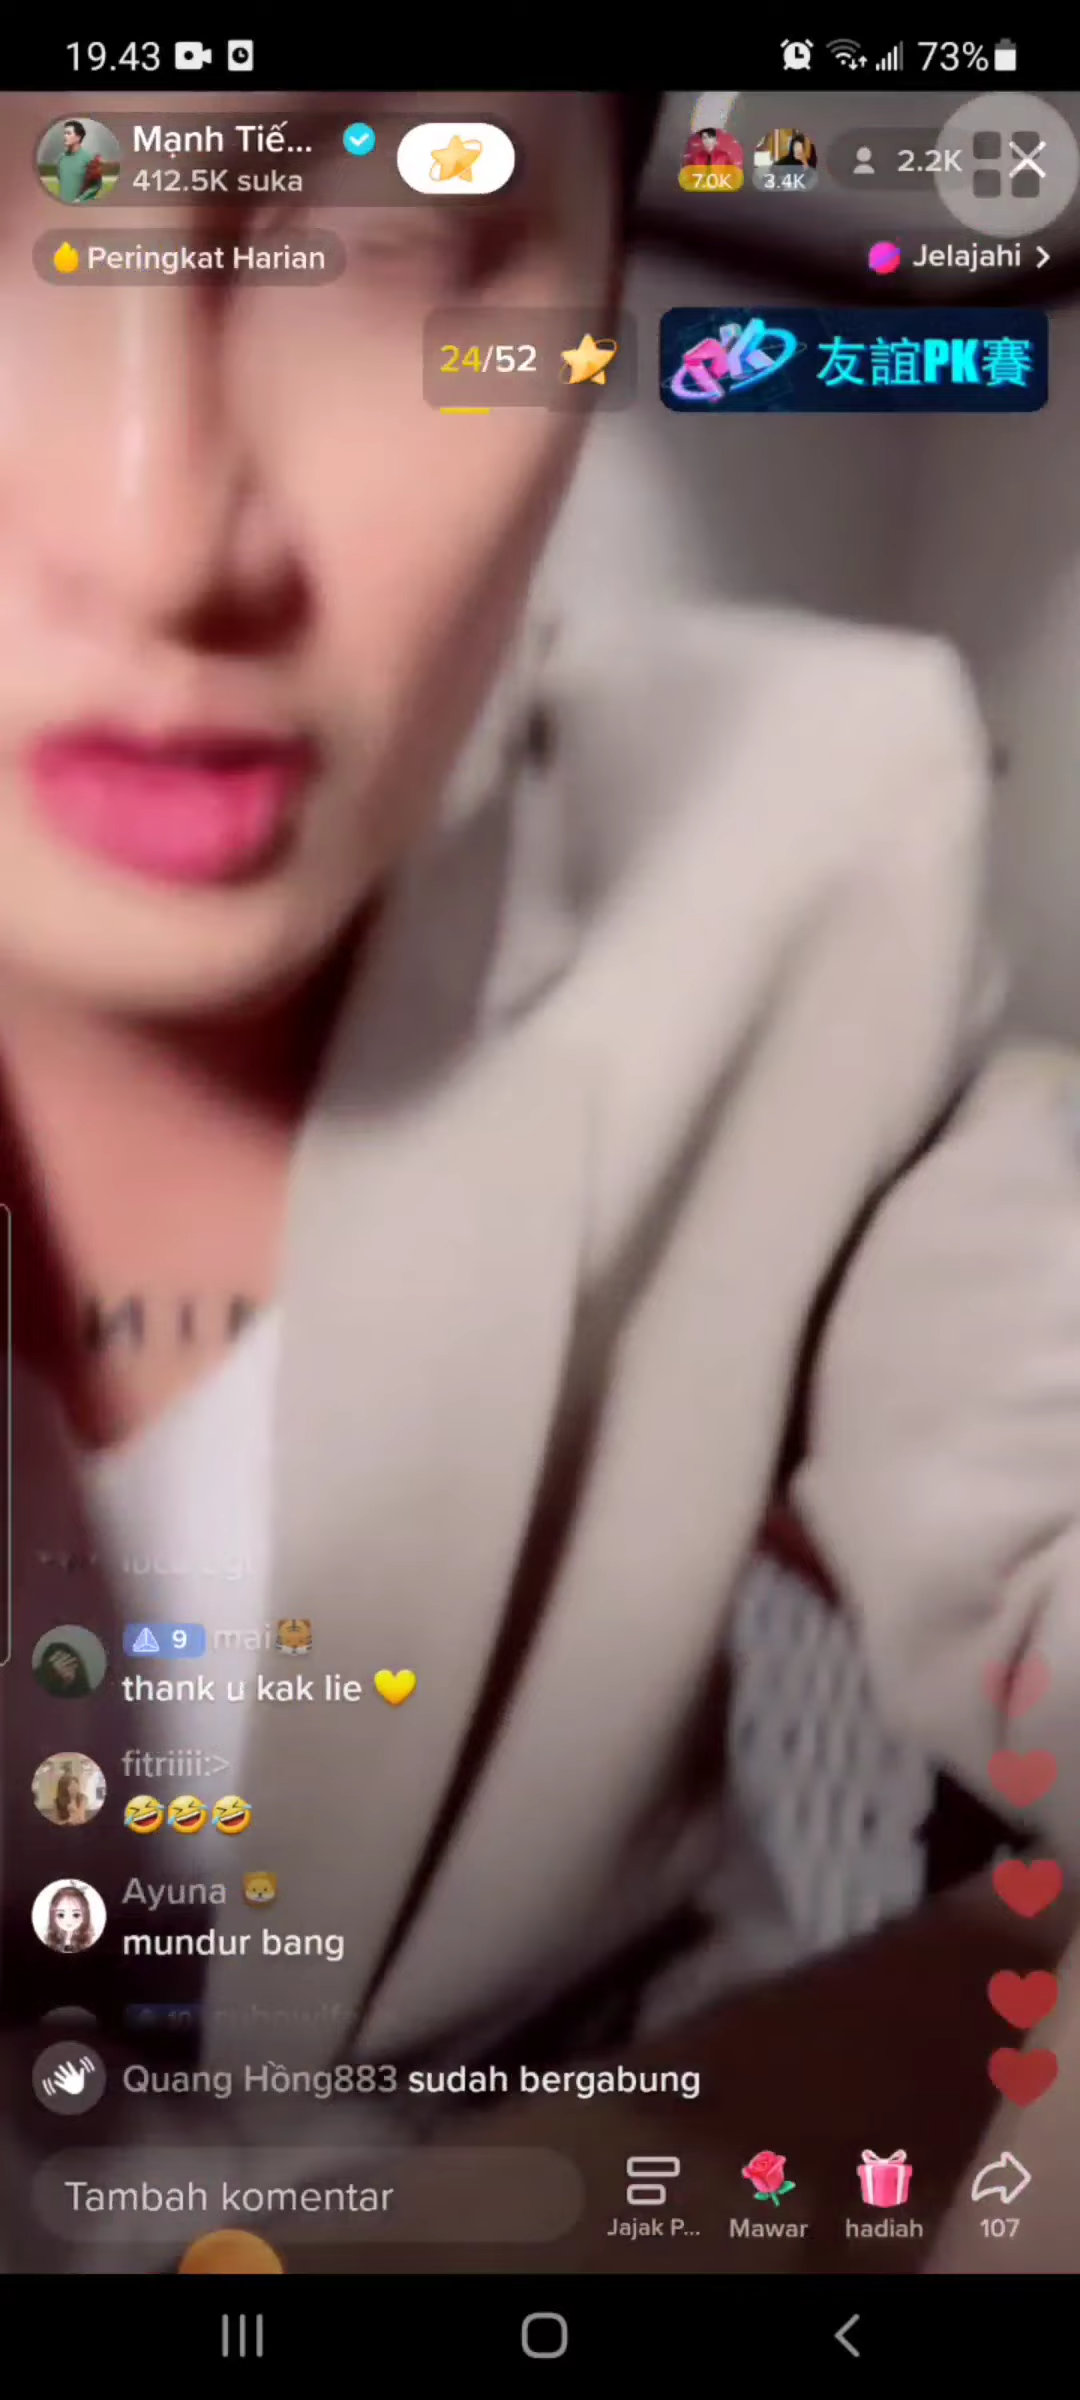 19.43
73%
Mạnh Tiế...
412.5K suka
7.0K
3.4K
2.2K
Peringkat Harian
Jelajahi >
24/52
友誼PK賽
9 mai
thank u kak lie
fitriiii:>
Ayuna
mundur bang
10
Quang Hồng883 sudah bergabung
Tambah komentar
Jajak P...
Mawar
hadiah
107